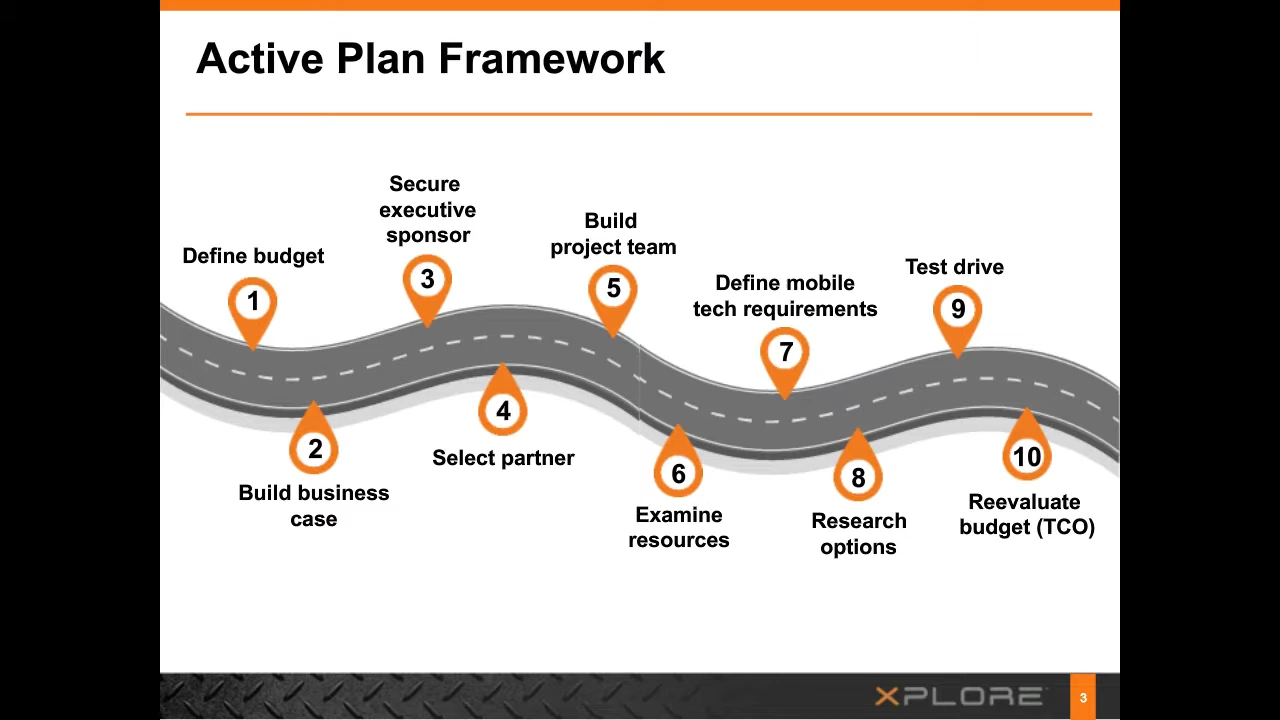 Active Plan Framework
Define budget
1
2
Build business
case
Secure
executive
sponsor
3
4
Select partner
Build
project team
5
6
Examine
resources
Define mobile
tech requirements
7
8
Research
options
Test drive
9
10
Reevaluate
budget (TCO)
XPLORE
3